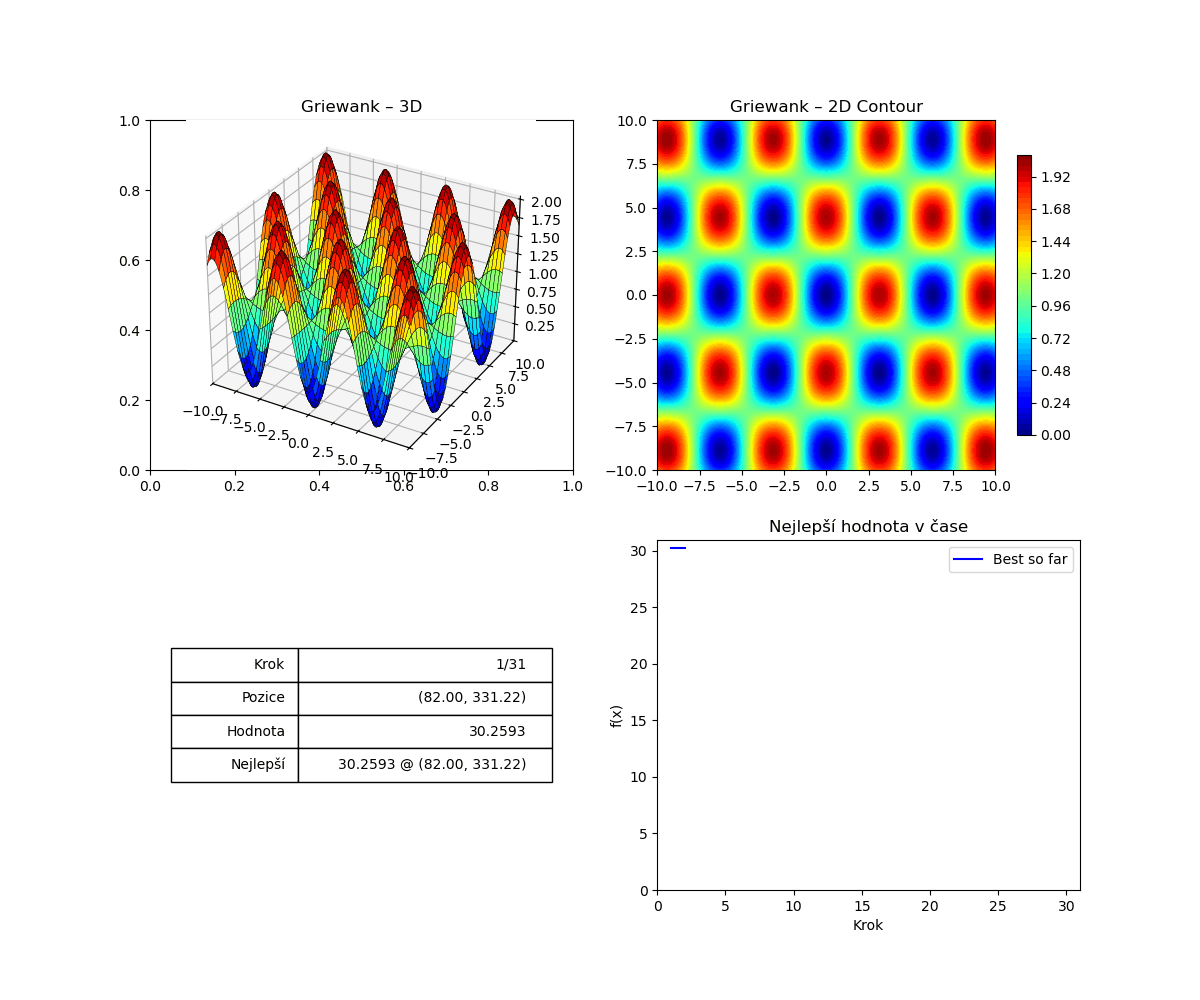 Griewank – 3D
1.0
0.8
0.6
0.4
0.2
0.0
0.0 0.2 0.4 0.6 0.8 1.0
2.00
1.75
1.50
1.25
1.00
0.75
0.50
0.25
−10.0 −7.5 −5.0 −2.5 0.0 2.5 5.0 7.5 10.0
−10.0 −7.5 −5.0 −2.5 0.0 2.5 5.0 7.5 10.0
Griewank – 2D Contour
10.0
7.5
5.0
2.5
0.0
−2.5
−5.0
−7.5
−10.0
−10.0 −7.5 −5.0 −2.5 0.0 2.5 5.0 7.5 10.0
1.92
1.68
1.44
1.20
0.96
0.72
0.48
0.24
0.00
Krok 1/31
Pozice (82.00, 331.22)
Hodnota 30.2593
Nejlepší 30.2593 @ (82.00, 331.22)
Nejlepší hodnota v čase
Best so far
f(x)
30
25
20
15
10
5
0
0 5 10 15 20 25 30
Krok